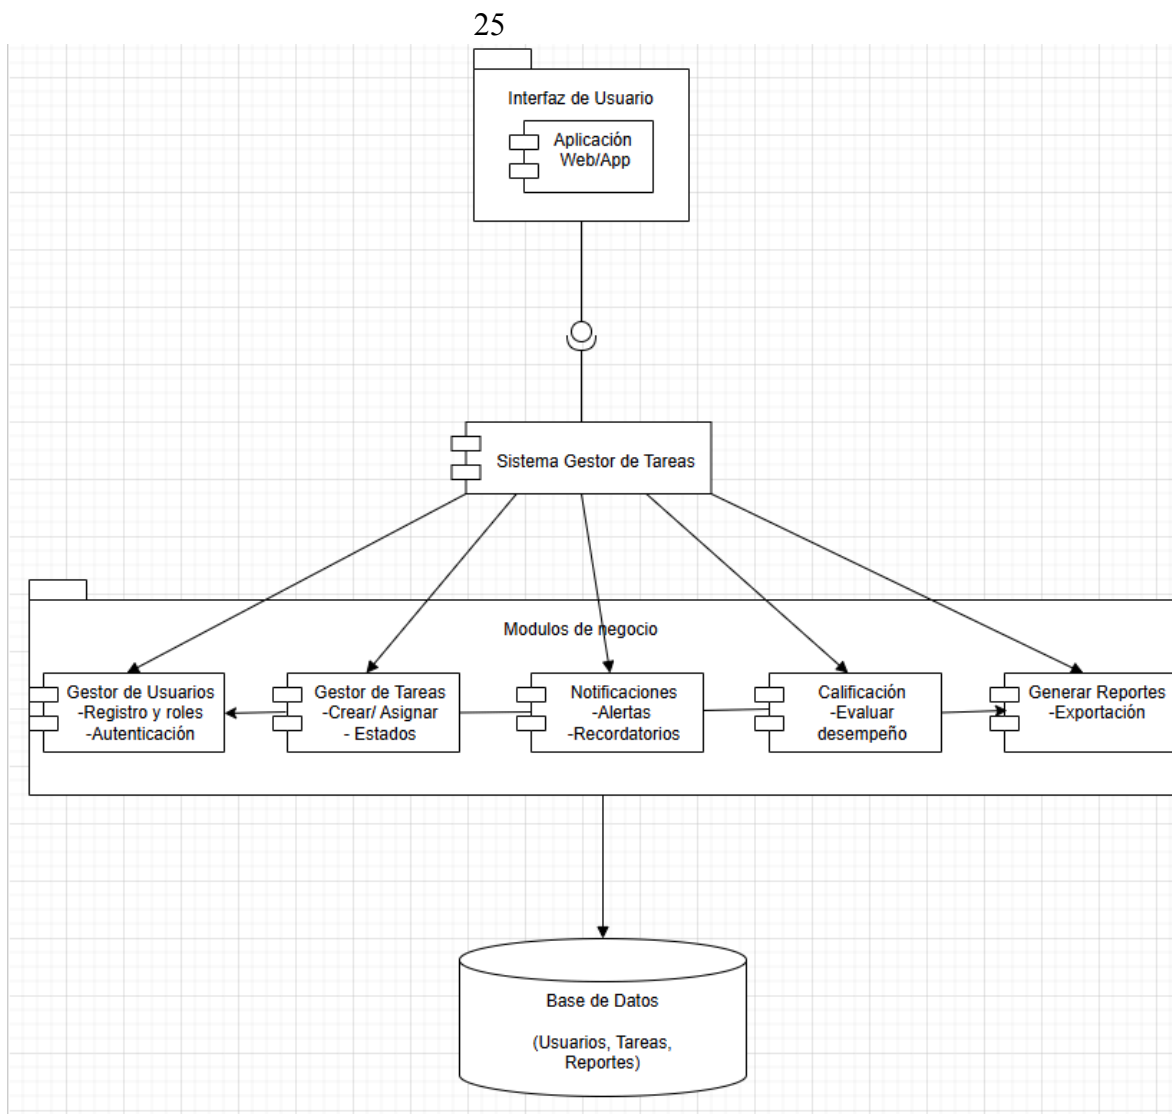 25
Interfaz de Usuario
Aplicación
Web/App
Sistema Gestor de Tareas
Modulos de negocio
Gestor de Usuarios
-Registro y roles
-Autenticación
Gestor de Tareas
-Crear/ Asignar
- Estados
Notificaciones
-Alertas
-Recordatorios
Calificación
-Evaluar
desempeño
Generar Reportes
-Exportación
Base de Datos
(Usuarios, Tareas,
Reportes)